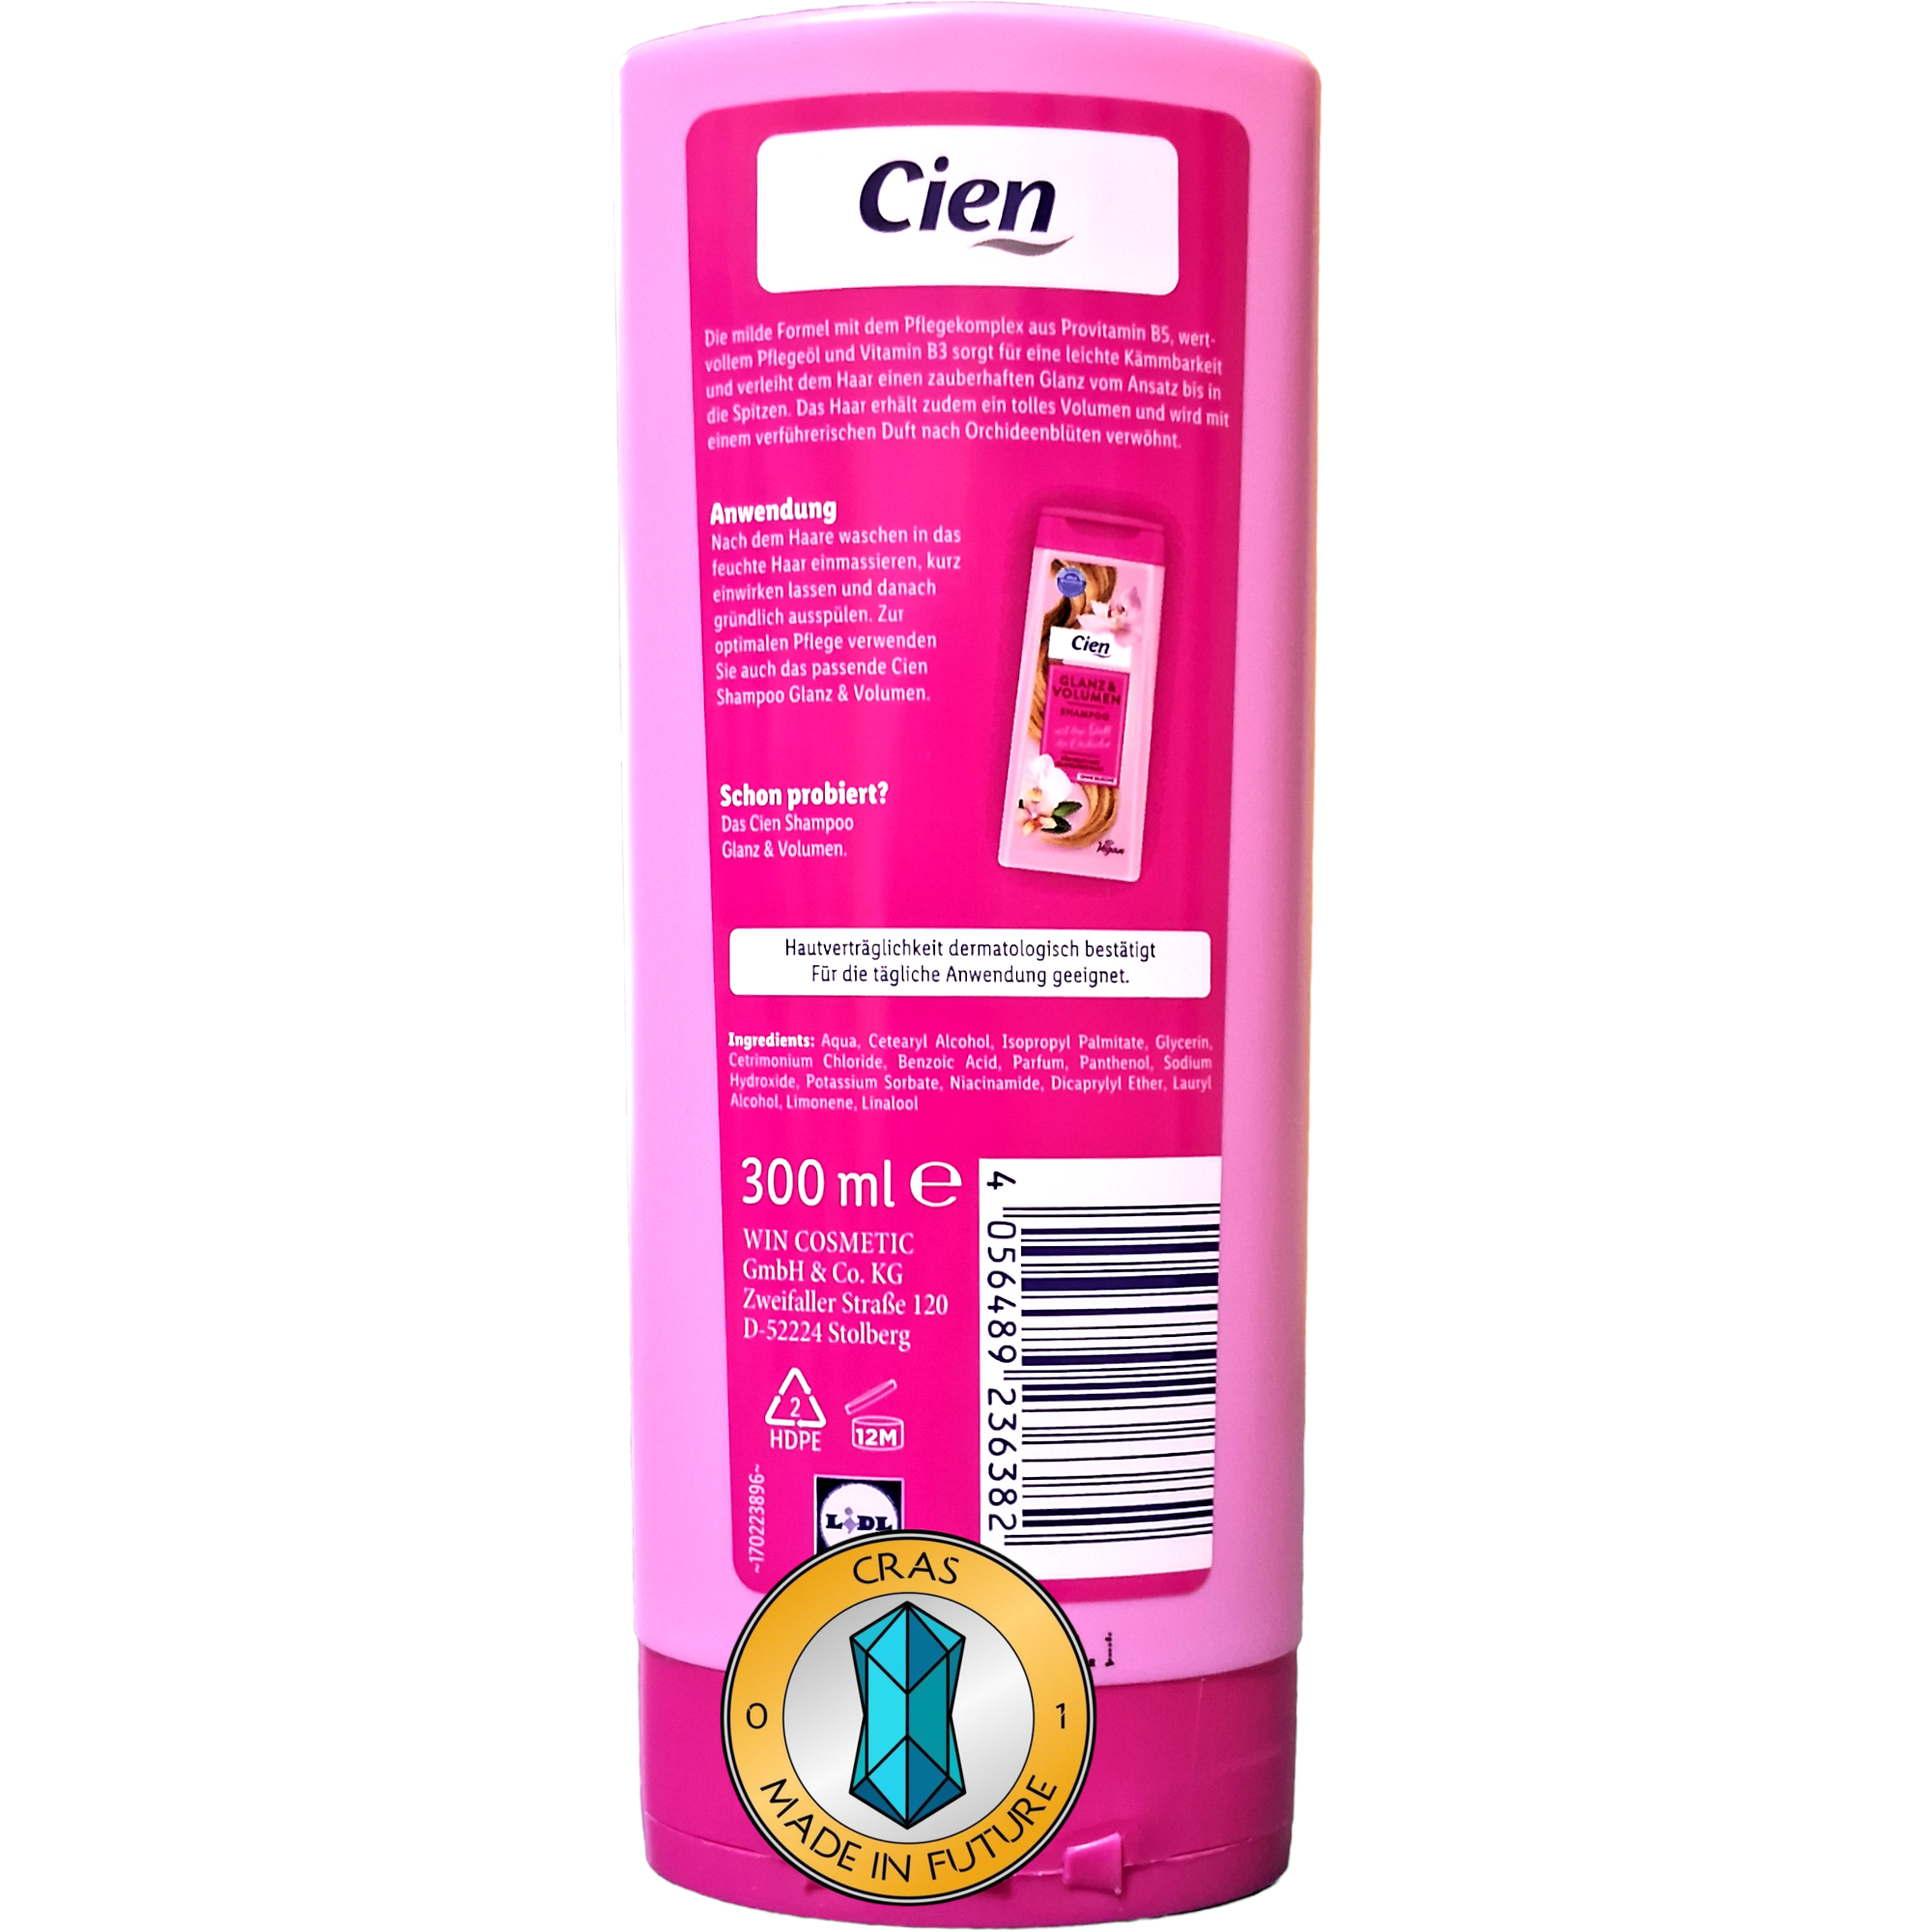 Cien
Die milde Formel mit dem Pflegekomplex aus Provitamin B5, wert-
vollem Pflegeöl und Vitamin B3 sorgt für eine leichte Kämmbarkeit
und verleiht dem Haar einen zauberhaften Glanz vom Ansatz bis in
die Spitzen. Das Haar erhält zudem ein tolles Volumen und wird mit
einem verführerischen Duft nach Orchideenblüten verwöhnt.
Anwendung
Nach dem Haare waschen in das
feuchte Haar einmassieren, kurz
einwirken lassen und danach
gründlich ausspülen. Zur
optimalen Pflege verwenden
Sie auch das passende Cien
Shampoo Glanz & Volumen.
Cien
GLANZ &
VOLUMEN
SHAMPOO
Vegan
Schon probiert?
Das Cien Shampoo
Glanz & Volumen.
Hautverträglichkeit dermatologisch bestätigt
Für die tägliche Anwendung geeignet.
Ingredients: Aqua, Cetearyl Alcohol, Isopropyl Palmitate, Glycerin,
Cetrimonium Chloride, Benzoic Acid, Parfum, Panthenol, Sodium
Hydroxide, Potassium Sorbate, Niacinamide, Dicaprylyl Ether, Lauryl
Alcohol, Limonene, Linalool
300 ml e
WIN COSMETIC
GmbH & Co. KG
Zweifaller Straße 120
D-52224 Stolberg
2
HDPE
12M
4 056489 236382
~170223896~
LIDL
CRAS
0 1
MADE IN FUTURE